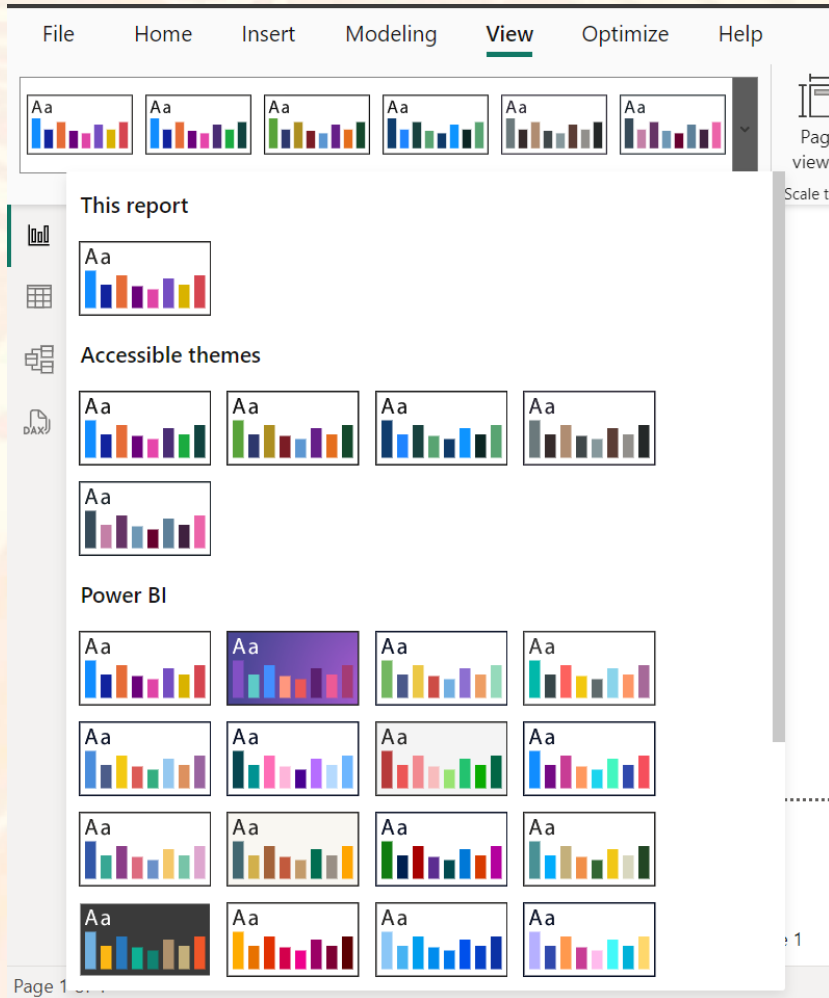 File Home Insert Modeling View Optimize Help
Aa Aa Aa Aa Aa Aa
Scale t
This report
Aa
Accessible themes
Aa Aa Aa Aa
Aa
DAX
Power BI
Aa Aa Aa Aa
Aa Aa Aa Aa
Aa Aa Aa Aa
Aa Aa Aa Aa
1
Page 1